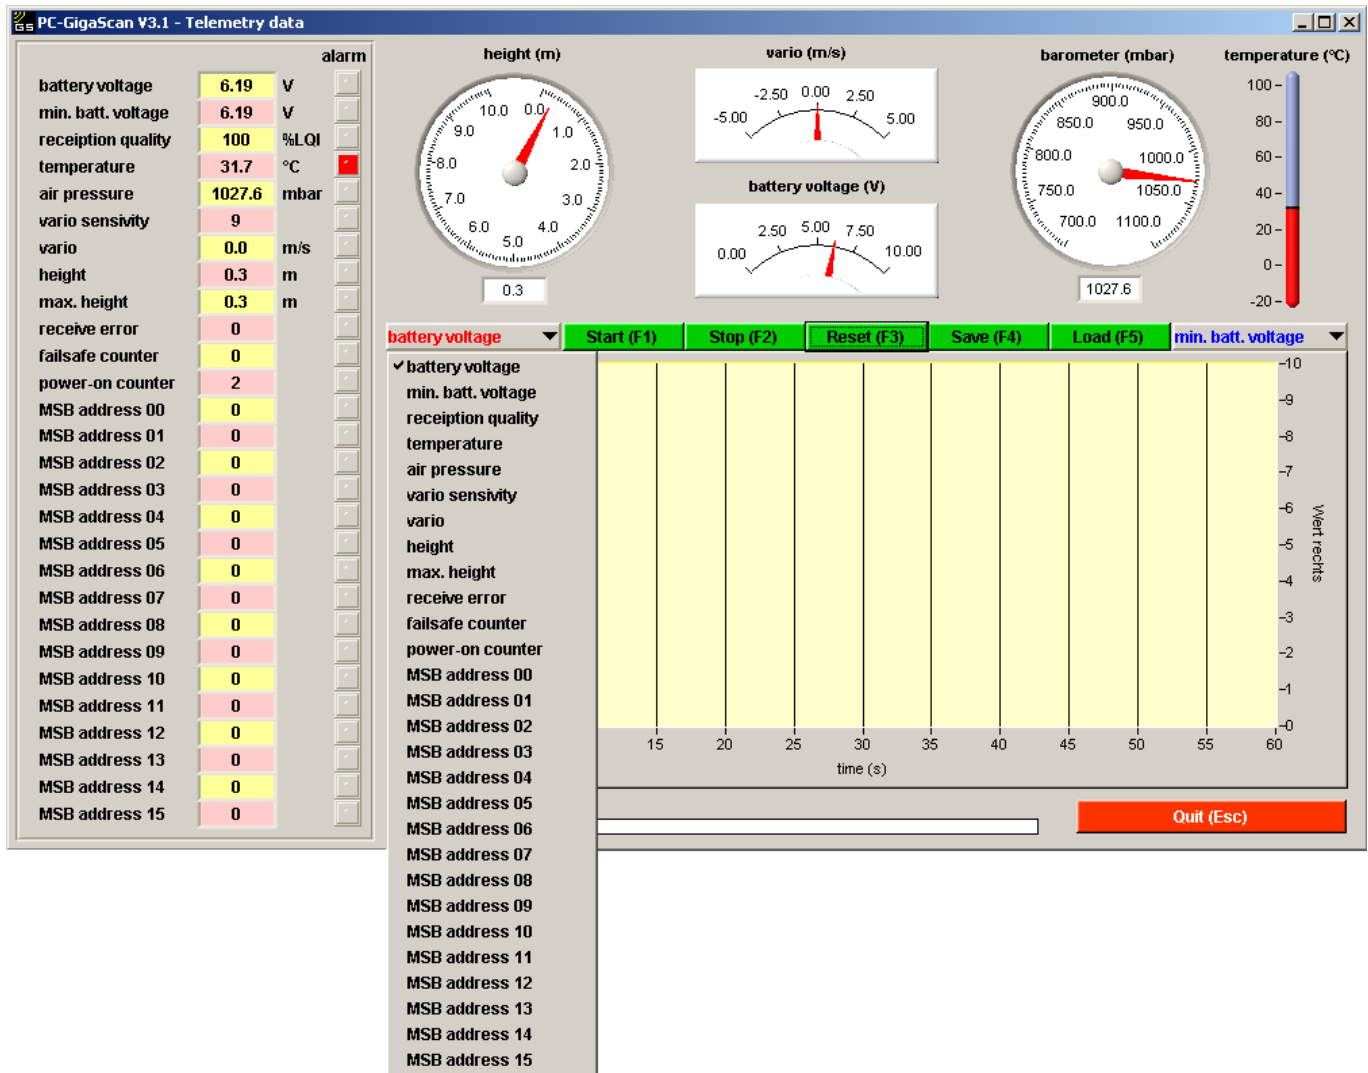 GS PC-GigaScan V3.1 - Telemetry data
alarm
battery voltage 6.19 V
min. batt. voltage 6.19 V
receiption quality 100 %LQI
temperature 31.7 °C
air pressure 1027.6 mbar
vario sensivity 9
vario 0.0 m/s
height 0.3 m
max. height 0.3 m
receive error 0
failsafe counter 0
power-on counter 2
MSB address 00 0
MSB address 01 0
MSB address 02 0
MSB address 03 0
MSB address 04 0
MSB address 05 0
MSB address 06 0
MSB address 07 0
MSB address 08 0
MSB address 09 0
MSB address 10 0
MSB address 11 0
MSB address 12 0
MSB address 13 0
MSB address 14 0
MSB address 15 0
height (m)
10.0 0.0
9.0 1.0
8.0 2.0
7.0 3.0
6.0 4.0
5.0
0.3
vario (m/s)
-2.50 0.00 2.50
-5.00 5.00
battery voltage (V)
2.50 5.00 7.50
0.00 10.00
barometer (mbar)
900.0
850.0 950.0
800.0 1000.0
750.0 1050.0
700.0 1100.0
1027.6
temperature (°C)
100
80
60
40
20
0
-20
battery voltage Start (F1) Stop (F2) Reset (F3) Save (F4) Load (F5) min. batt. voltage
battery voltage
min. batt. voltage
receiption quality
temperature
air pressure
vario sensivity
vario
height
max. height
receive error
failsafe counter
power-on counter
MSB address 00
MSB address 01
MSB address 02
MSB address 03
MSB address 04
MSB address 05
MSB address 06
MSB address 07
MSB address 08
MSB address 09
MSB address 10
MSB address 11
MSB address 12
MSB address 13
MSB address 14
MSB address 15
10
9
8
7
6
5
4
3
2
1
0
Wert rechts
15 20 25 30 35 40 45 50 55 60
time (s)
Quit (Esc)